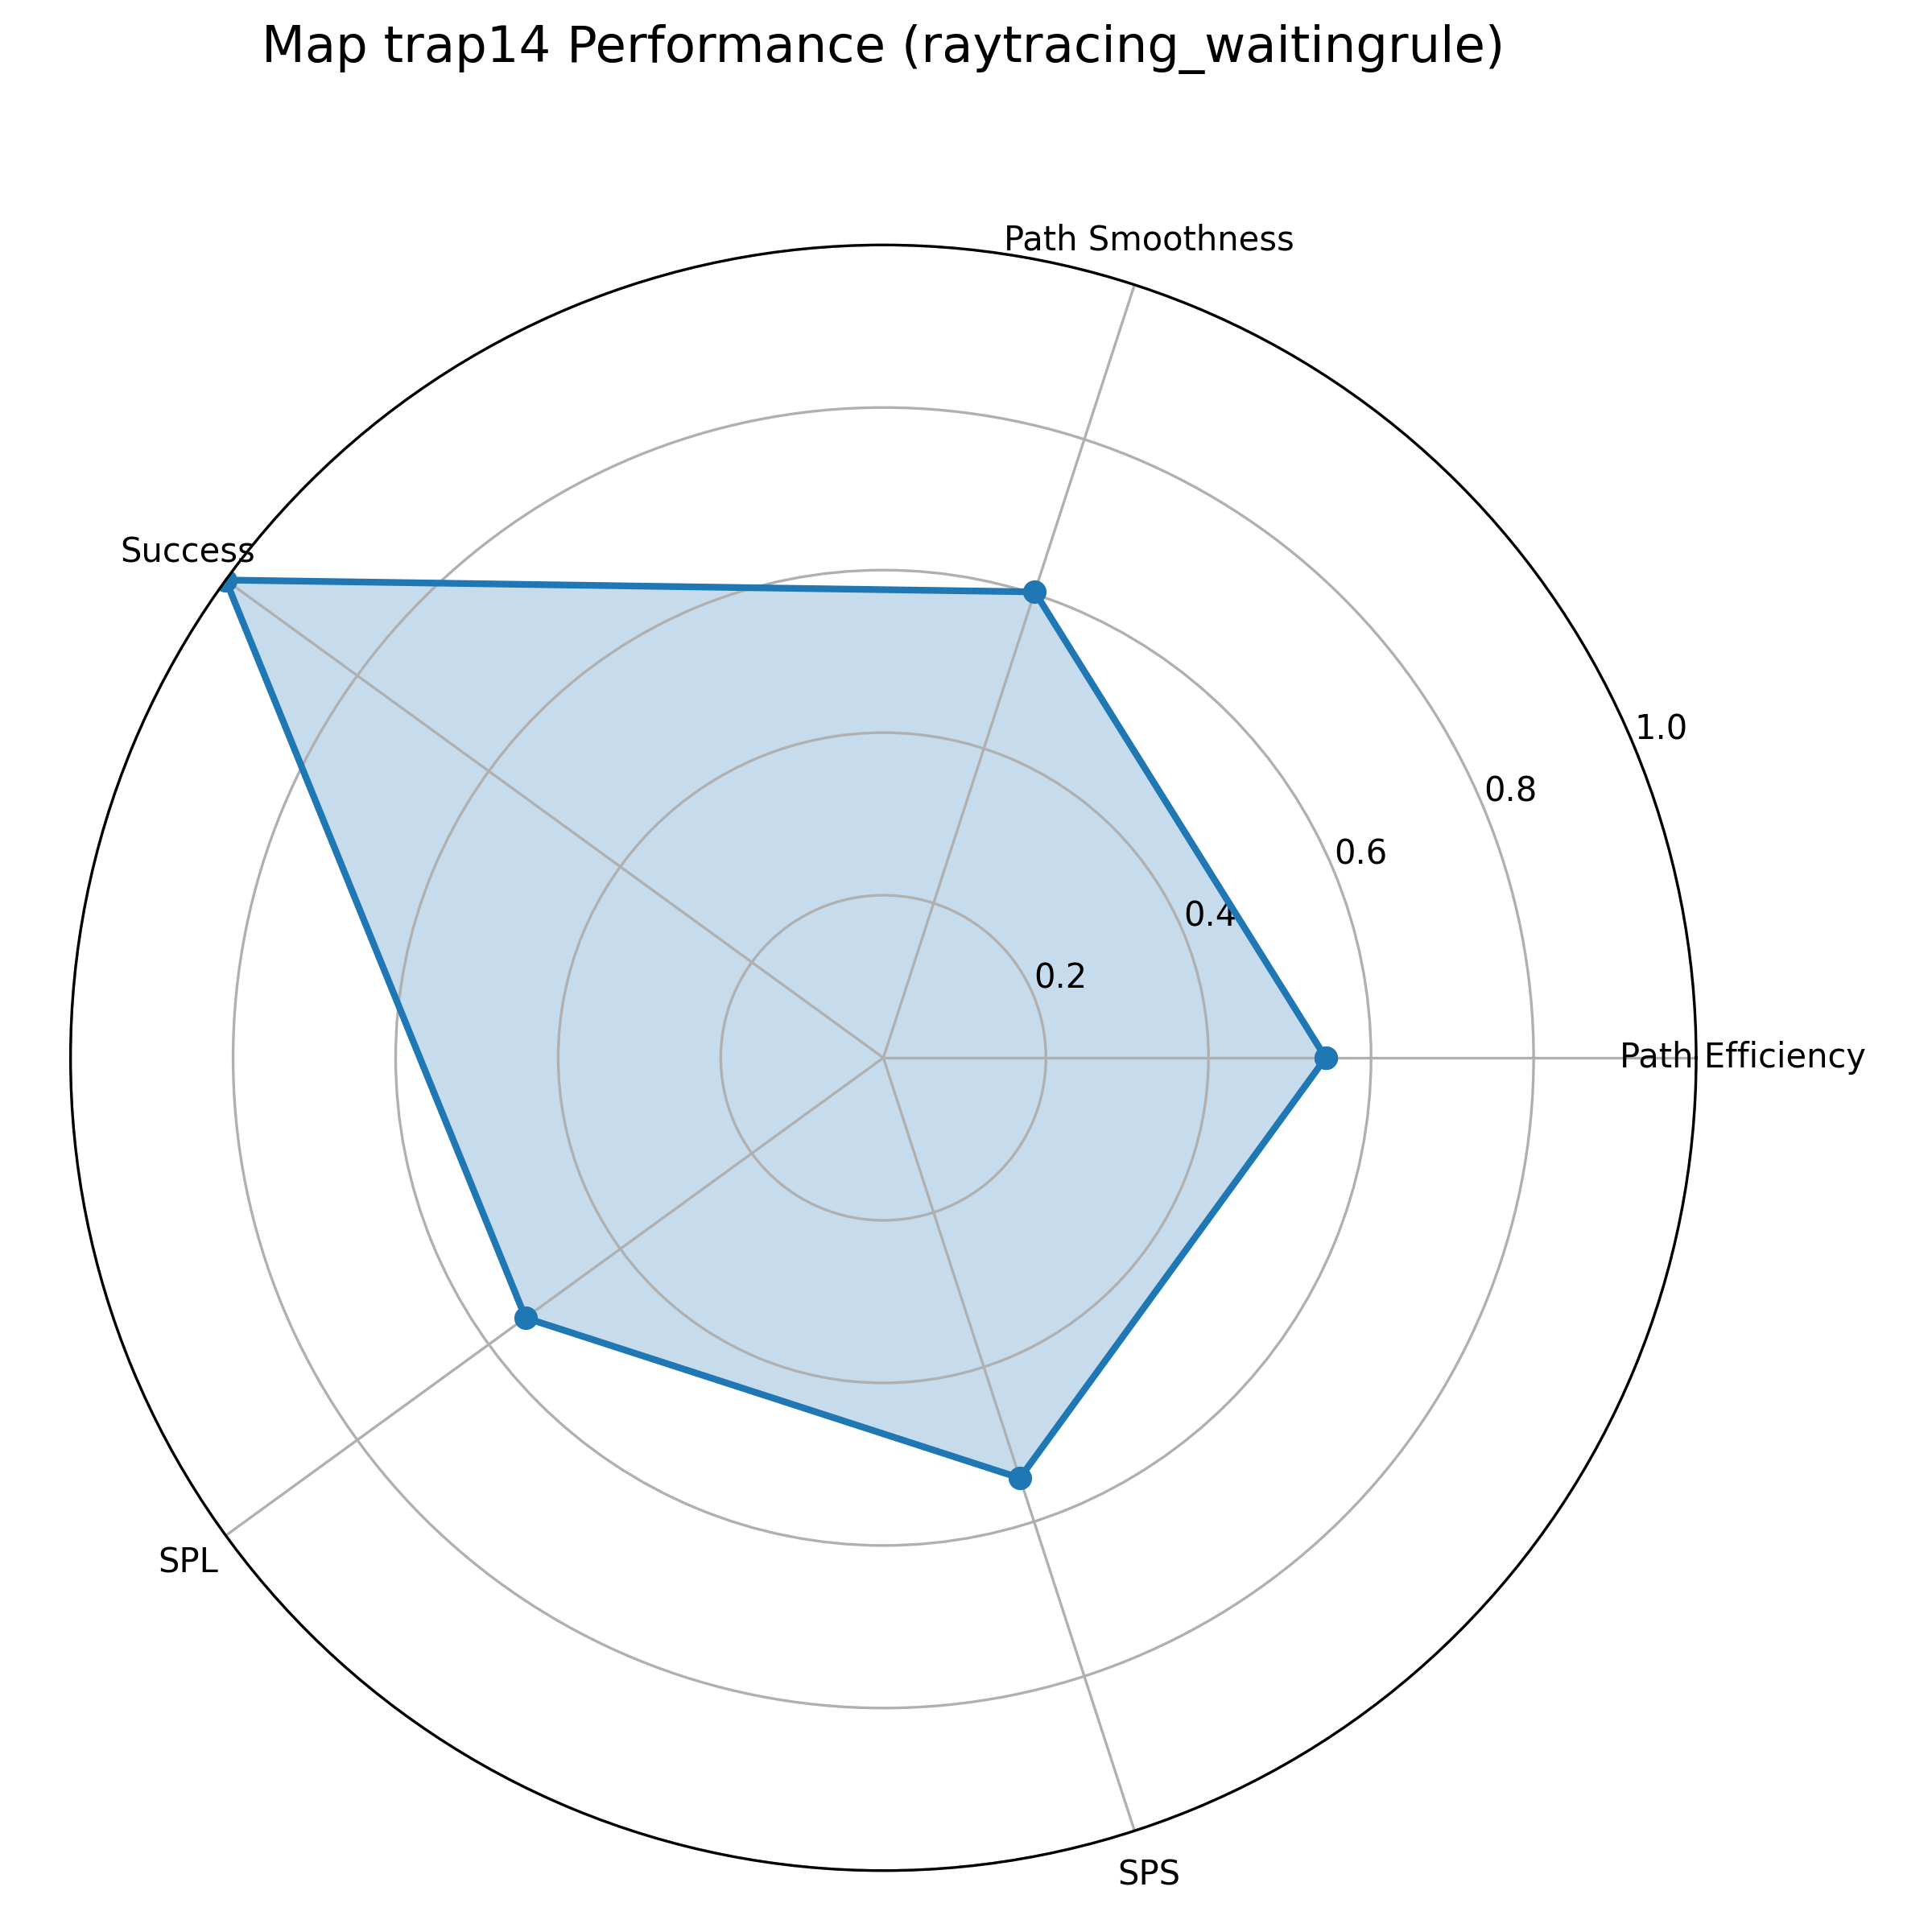 Map trap14 Performance (raytracing_waitingrule)
Path Smoothness
Success
1.0
0.8
0.6
0.4
0.2
Path Efficiency
SPL
SPS